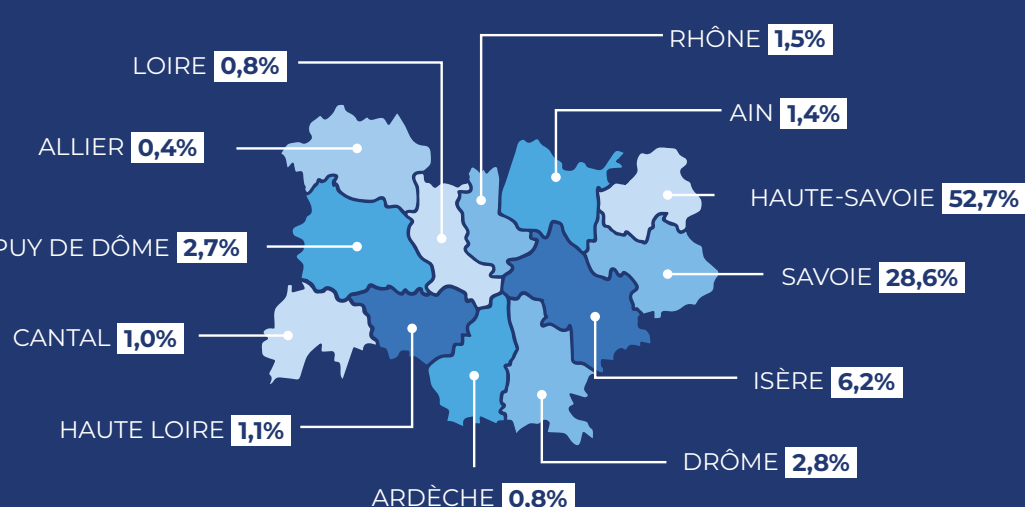 RHÔNE 1,5%
LOIRE 0,8%
AIN 1,4%
ALLIER 0,4%
HAUTE-SAVOIE 52,7%
PUY DE DÔME 2,7%
SAVOIE 28,6%
CANTAL 1,0%
ISÈRE 6,2%
HAUTE LOIRE 1,1%
DRÔME 2,8%
ARDÈCHE 0,8%